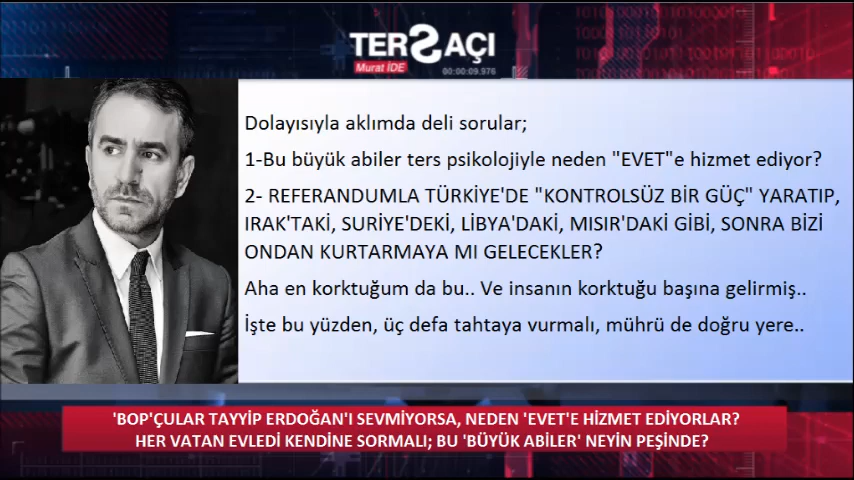 TERSAÇI
Murat İDE
00:00:09.976
Dolayısıyla aklımda deli sorular;
1-Bu büyük abiler ters psikolojiyle neden "EVET"e hizmet ediyor?
2- REFERANDUMLA TÜRKİYE'DE "KONTROLSÜZ BİR GÜÇ" YARATIP,
IRAK'TAKİ, SURİYE'DEKİ, LİBYA'DAKİ, MISIR'DAKİ GİBİ, SONRA BİZİ
ONDAN KURTARMAYA MI GELECEKLER?
Aha en korktuğum da bu.. Ve insanın korktuğu başına gelirmiş..
İşte bu yüzden, üç defa tahtaya vurmalı, mührü de doğru yere..
'BOP'ÇULAR TAYYİP ERDOĞAN'I SEVMİYORSA, NEDEN 'EVET'E HİZMET EDİYORLAR?
HER VATAN EVLEDİ KENDİNE SORMALI; BU 'BÜYÜK ABİLER' NEYİN PEŞİNDE?